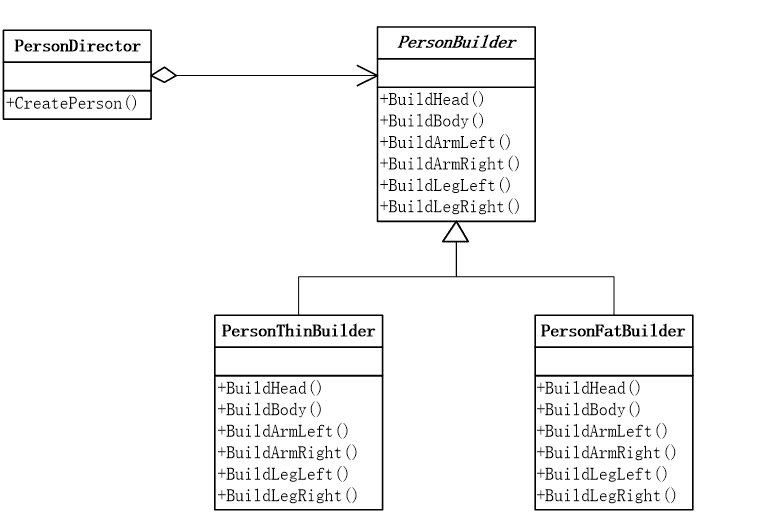 PersonDirector
+CreatePerson()
PersonBuilder
+BuildHead()
+BuildBody()
+BuildArmLeft()
+BuildArmRight()
+BuildLegLeft()
+BuildLegRight()
PersonThinBuilder
+BuildHead()
+BuildBody()
+BuildArmLeft()
+BuildArmRight()
+BuildLegLeft()
+BuildLegRight()
PersonFatBuilder
+BuildHead()
+BuildBody()
+BuildArmLeft()
+BuildArmRight()
+BuildLegLeft()
+BuildLegRight()